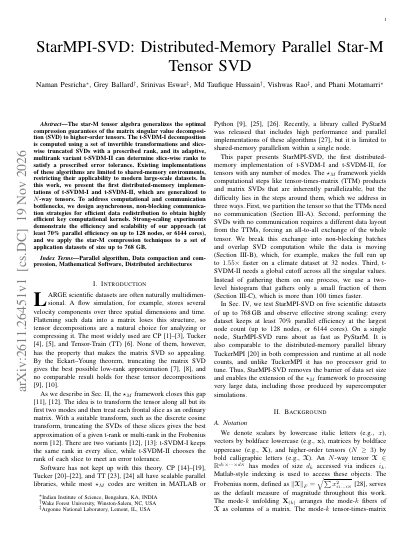 1
StarMPI-SVD: Distributed-Memory Parallel Star-M
Tensor SVD
Naman Pesricha*, Grey Ballard†, Srinivas Eswar‡, Md Taufique Hussain†, Vishwas Rao‡, and Phani Motamarri*
arXiv:2611.26451v1 [cs.DC] 19 Nov 2026
Abstract—The star-M tensor algebra generalizes the optimal
compression guarantees of the matrix singular value decomposi-
tion (SVD) to higher-order tensors. The t-SVDM-I decomposition
is computed using a set of invertible transformations and slice-
wise truncated SVDs with a prescribed rank, and its adaptive,
multirank variant t-SVDM-II can determine slice-wise ranks to
satisfy a prescribed error tolerance. Existing implementations
of these algorithms are limited to shared-memory environments,
restricting their applicability to modern large-scale datasets. In
this work, we present the first distributed-memory implemen-
tations of t-SVDM-I and t-SVDM-II, which are generalized to
N-way tensors. To address computational and communication
bottlenecks, we design asynchronous, non-blocking communica-
tion strategies for efficient data redistribution to obtain highly
efficient key computational kernels. Strong-scaling experiments
demonstrate the efficiency and scalability of our approach (at
least 70% parallel efficiency on up to 128 nodes, or 6144 cores),
and we apply the star-M compression techniques to a set of
application datasets of size up to 768 GB.
Index Terms—Parallel algorithm, Data compaction and com-
pression, Mathematical Software, Distributed architectures
I. INTRODUCTION
LARGE scientific datasets are often naturally multidimen-
sional. A flow simulation, for example, stores several
velocity components over three spatial dimensions and time.
Flattening such data into a matrix loses this structure, so
tensor decompositions are a natural choice for analyzing or
compressing it. The most widely used are CP [1]–[3], Tucker
[4], [5], and Tensor-Train (TT) [6]. None of them, however,
has the property that makes the matrix SVD so appealing.
By the Eckart-Young theorem, truncating the matrix SVD
gives the best possible low-rank approximation [7], [8], and
no comparable result holds for these tensor decompositions
[9], [10].
As we describe in Sec. II, the ⋆M framework closes this gap
[11], [12]. The idea is to transform the tensor along all but its
first two modes and then treat each frontal slice as an ordinary
matrix. With a suitable transform, such as the discrete cosine
transform, truncating the SVDs of these slices gives the best
approximation of a given t-rank or multi-rank in the Frobenius
norm [12]. There are two variants [12], [13]: t-SVDM-I keeps
the same rank in every slice, while t-SVDM-II chooses the
rank of each slice to meet an error tolerance.
Software has not kept up with this theory. CP [14]–[19],
Tucker [20]–[22], and TT [23], [24] all have scalable parallel
libraries, while most ⋆M codes are written in MATLAB or
*Indian Institute of Science, Bengaluru, KA, INDIA
†Wake Forest University, Winston-Salem, NC, USA
‡Argonne National Laboratory, Lemont, IL, USA
Python [9], [25], [26]. Recently, a library called PyStarM
was released that includes high performance and parallel
implementations of these algorithms [27], but it is limited to
shared-memory parallelism within a single node.
This paper presents StarMPI-SVD, the first distributed-
memory implementation of t-SVDM-I and t-SVDM-II, for
tensors with any number of modes. The ⋆M framework yields
computational steps like tensor-times-matrix (TTM) products
and matrix SVDs that are inherently parallelizable, but the
difficulty lies in the steps around them, which we address in
three ways. First, we partition the tensor so that the TTMs need
no communication (Section III-A). Second, performing the
SVDs with no communication requires a different data layout
from the TTMs, forcing an all-to-all exchange of the whole
tensor. We break this exchange into non-blocking batches
and overlap SVD computation while the data is moving
(Section III-B), which, for example, makes the full run up
to 1.55× faster on a climate dataset at 32 nodes. Third, t-
SVDM-II needs a global cutoff across all the singular values.
Instead of gathering them on one process, we use a two-
level histogram that gathers only a small fraction of them
(Section III-C), which is more than 100 times faster.
In Sec. IV, we test StarMPI-SVD on five scientific datasets
of up to 768 GB and observe effective strong scaling: every
dataset keeps at least 70% parallel efficiency at the largest
node count (up to 128 nodes, or 6144 cores). On a single
node, StarMPI-SVD runs about as fast as PyStarM. It is
also comparable to the distributed parallel library
TuckerMPI [20] in both compression and runtime at all node
counts, and unlike TuckerMPI it has no processor grid to
tune. Thus, StarMPI-SVD removes the barrier of data set size
and enables the extension of the ⋆M framework to processing
very large data, including those produced by supercomputer
simulations.
II. BACKGROUND
A. Notation
We denote scalars by lowercase italic letters (e.g., x),
vectors by lowercase boldface (e.g., x), matrices by boldface
uppercase (e.g., X), and higher-order tensors (N ≥ 3) by
bold calligraphic letters (e.g., X). An N-way tensor X ∈
has modes of size
Matlab-style indexing is used to access these objects. The
Frobenius norm, defined as
serves as the default measure of magnitude throughout this work. The
mode-k unfolding X(k) arranges the mode-k fibers of
X as columns of a matrix. The mode-k tensor-times-matrix